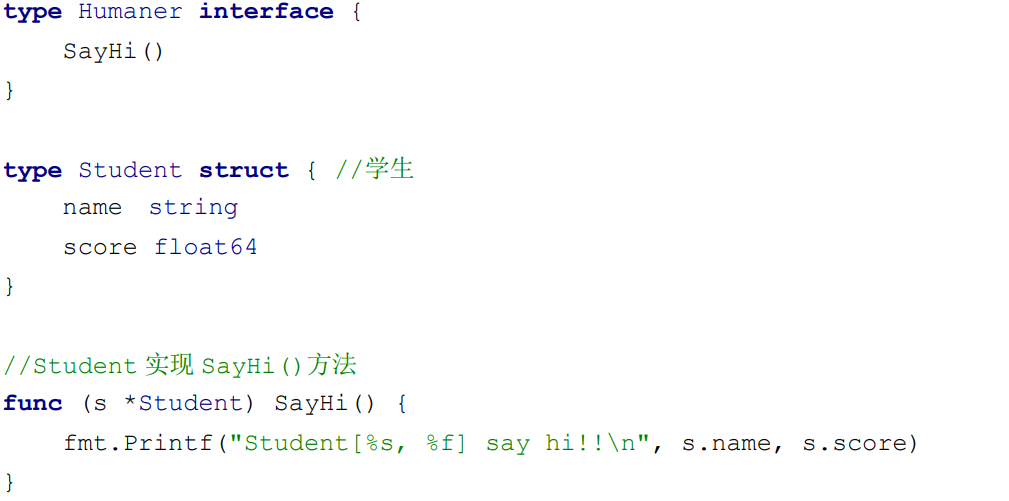 type Humaner interface {
    SayHi()
}

type Student struct { //学生
    name  string
    score float64
}

//Student 实现 SayHi()方法
func (s *Student) SayHi() {
    fmt.Printf("Student[%s, %f] say hi!!\n", s.name, s.score)
}